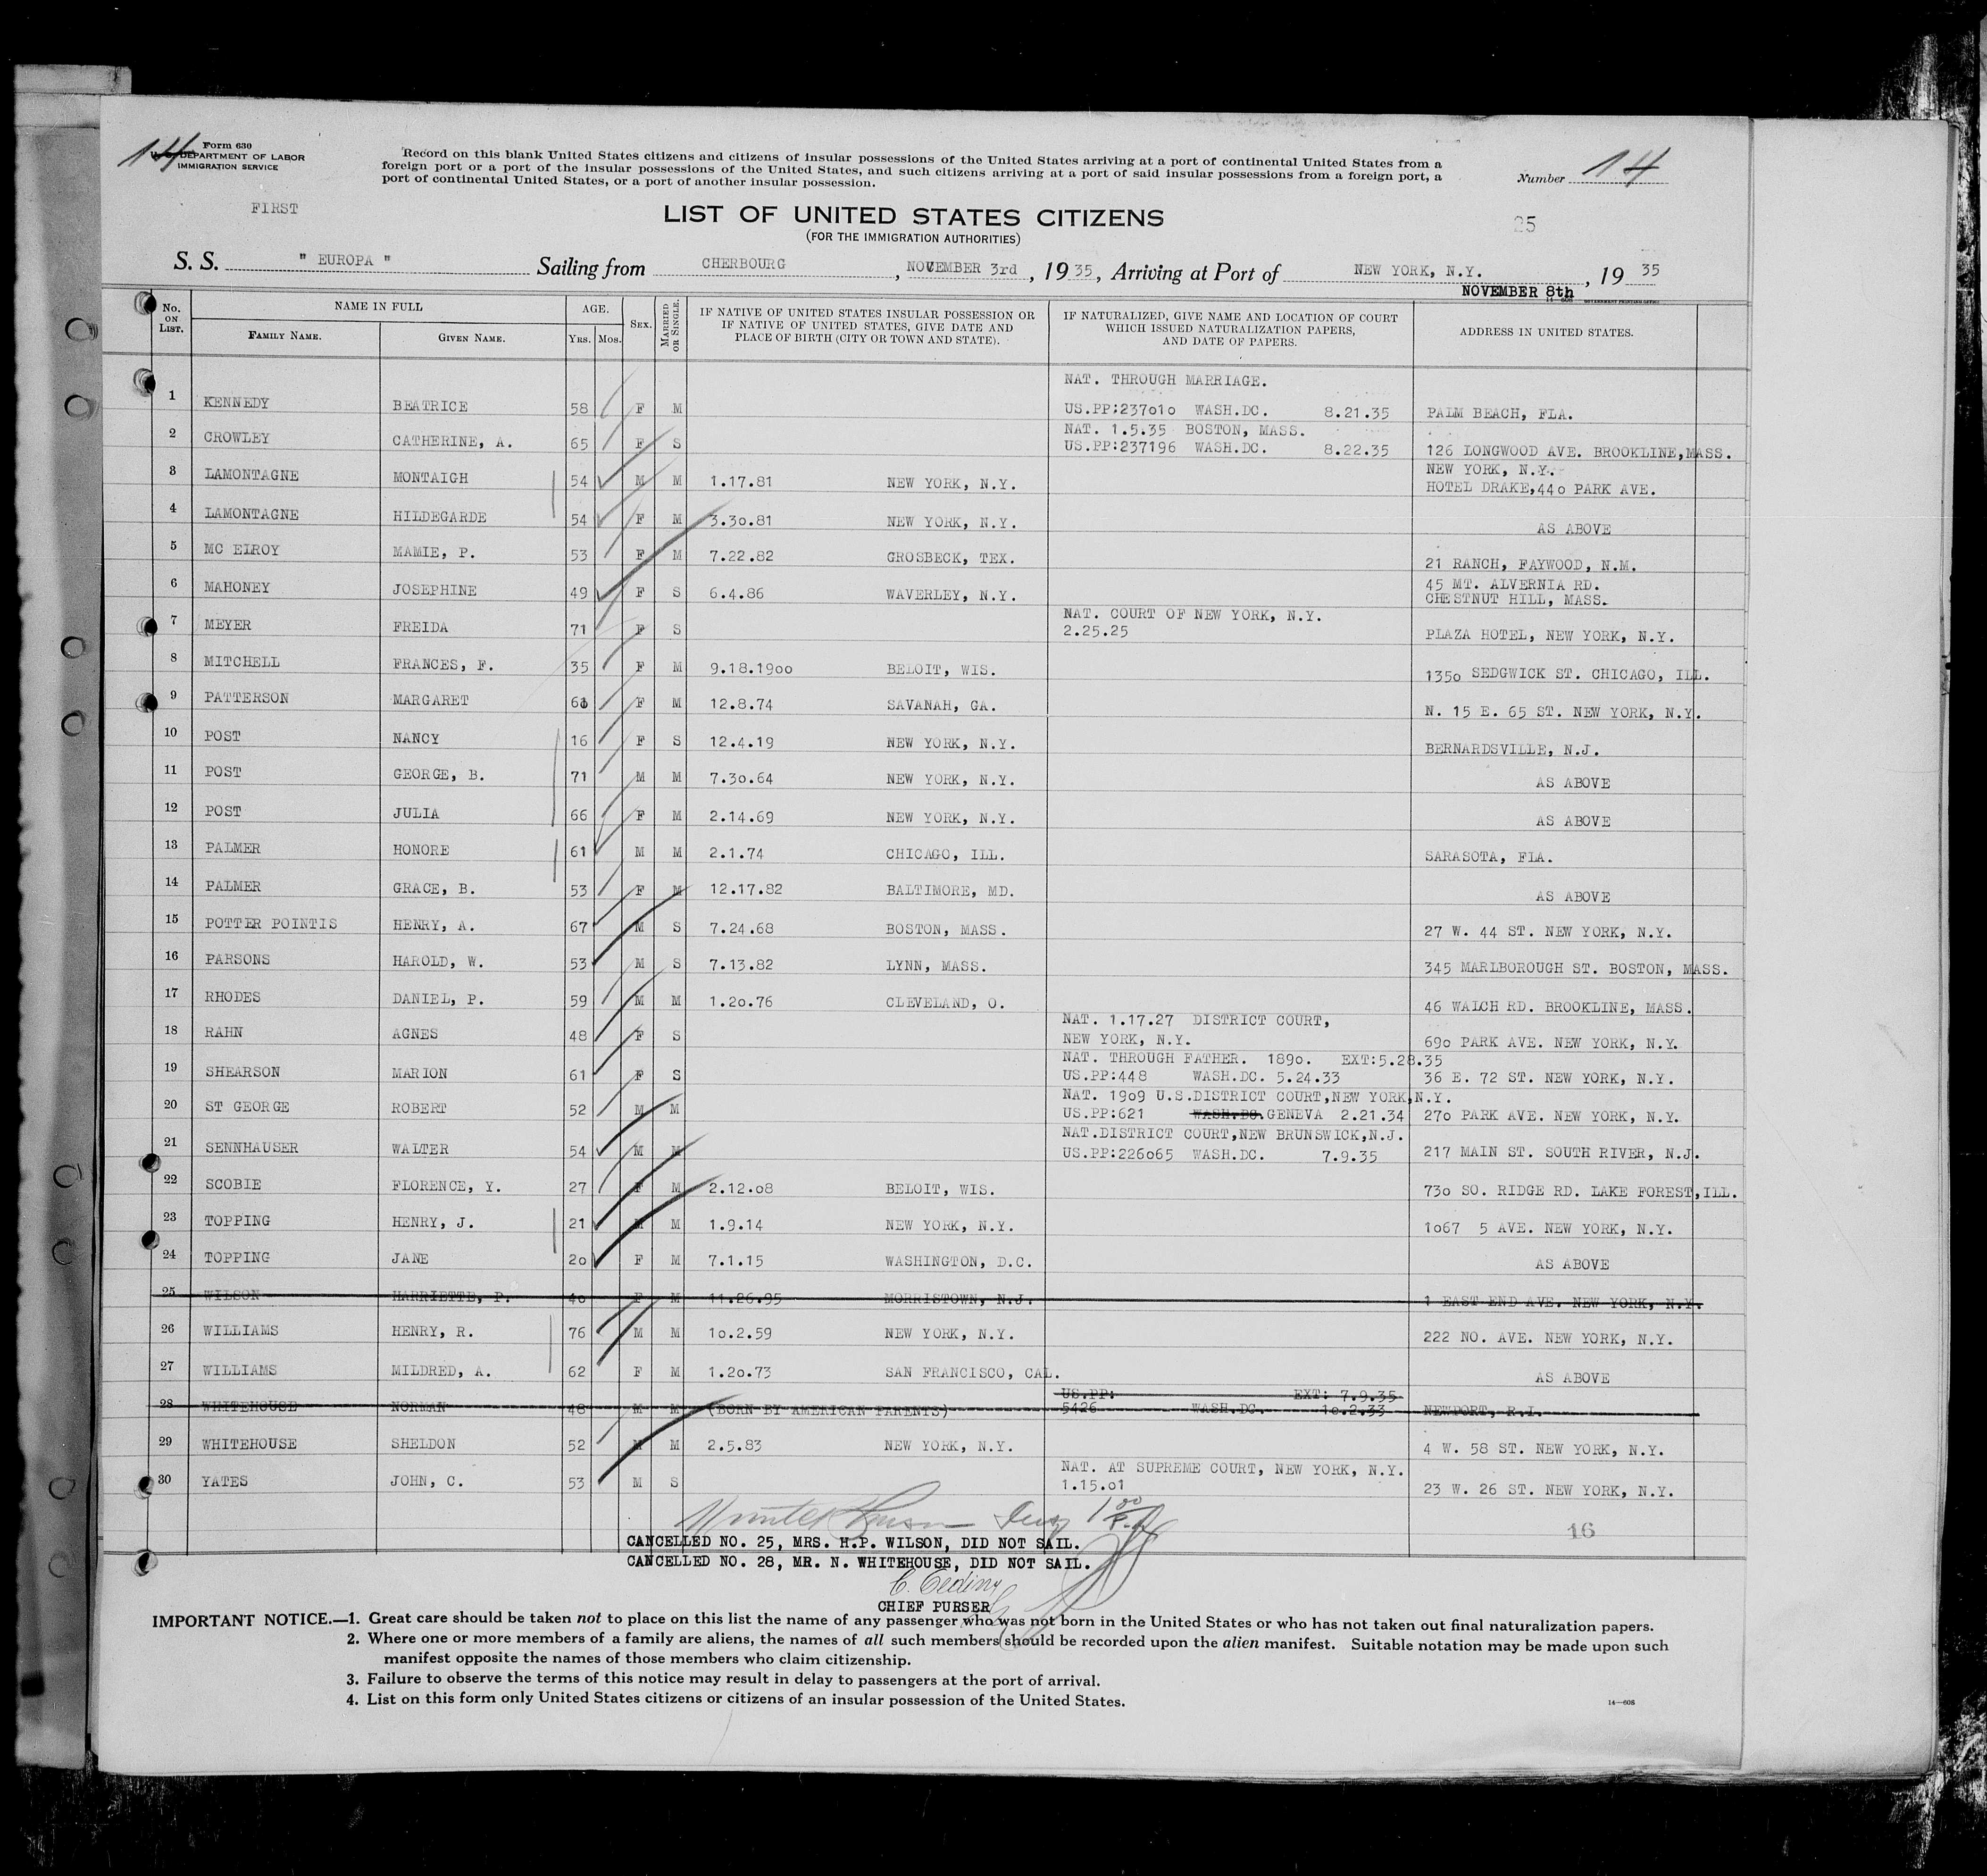 14
Form 630
U. S. DEPARTMENT OF LABOR
IMMIGRATION SERVICE
Record on this blank United States citizens and citizens of insular possessions of the United States arriving at a port of continental United States from a
foreign port or a port of the insular possessions of the United States, and such citizens arriving at a port of said insular possessions from a foreign port, a
port of continental United States, or a port of another insular possession.
Number 14
FIRST
LIST OF UNITED STATES CITIZENS
(FOR THE IMMIGRATION AUTHORITIES)
25
S. S. " EUROPA " Sailing from CHERBOURG, NOVEMBER 3rd, 1935, Arriving at Port of NEW YORK, N.Y., 1935
NOVEMBER 8th
No. ON LIST. NAME IN FULL FAMILY NAME. GIVEN NAME. AGE. YRS. MOS. SEX. MARRIED OR SINGLE. IF NATIVE OF UNITED STATES INSULAR POSSESSION OR IF NATIVE OF UNITED STATES, GIVE DATE AND PLACE OF BIRTH (CITY OR TOWN AND STATE). IF NATURALIZED, GIVE NAME AND LOCATION OF COURT WHICH ISSUED NATURALIZATION PAPERS, AND DATE OF PAPERS. ADDRESS IN UNITED STATES.
NAT. THROUGH MARRIAGE.
1 KENNEDY BEATRICE 58 F M US.PP:237010 WASH.DC. 8.21.35 PALM BEACH, FLA.
NAT. 1.5.35 BOSTON, MASS.
2 CROWLEY CATHERINE, A. 65 F S US.PP:237196 WASH.DC. 8.22.35 126 LONGWOOD AVE. BROOKLINE,MASS.
NEW YORK, N.Y.
3 LAMONTAGNE MONTAIGH 54 M M 1.17.81 NEW YORK, N.Y. HOTEL DRAKE,440 PARK AVE.
4 LAMONTAGNE HILDEGARDE 54 F M 3.30.81 NEW YORK, N.Y. AS ABOVE
5 MC ELROY MAMIE, P. 53 F M 7.22.82 GROSBECK, TEX. 21 RANCH, FAYWOOD, N.M.
45 MT. ALVERNIA RD.
6 MAHONEY JOSEPHINE 49 F S 6.4.86 WAVERLEY, N.Y. CHESTNUT HILL, MASS.
NAT. COURT OF NEW YORK, N.Y.
7 MEYER FREIDA 71 F S 2.25.25 PLAZA HOTEL, NEW YORK, N.Y.
8 MITCHELL FRANCES, F. 35 F M 9.18.1900 BELOIT, WIS. 1350 SEDGWICK ST. CHICAGO, ILL.
9 PATTERSON MARGARET F M 12.8.74 SAVANAH, GA. N. 15 E. 65 ST. NEW YORK, N.Y.
10 POST NANCY 16 F S 12.4.19 NEW YORK, N.Y. BERNARDSVILLE, N.J.
11 POST GEORGE, B. 71 M M 7.30.64 NEW YORK, N.Y. AS ABOVE
12 POST JULIA 66 F M 2.14.69 NEW YORK, N.Y. AS ABOVE
13 PALMER HONORE 61 M M 2.1.74 CHICAGO, ILL. SARASOTA, FLA.
14 PALMER GRACE, B. 53 F M 12.17.82 BALTIMORE, MD. AS ABOVE
15 POTTER POINTIS HENRY, A. 67 M S 7.24.68 BOSTON, MASS. 27 W. 44 ST. NEW YORK, N.Y.
16 PARSONS HAROLD, W. 53 M S 7.13.82 LYNN, MASS. 345 MARLBOROUGH ST. BOSTON, MASS.
17 RHODES DANIEL, P. 59 M M 1.20.76 CLEVELAND, O. 46 WALCH RD. BROOKLINE, MASS.
NAT. 1.17.27 DISTRICT COURT,
18 RAHN AGNES 48 F S NEW YORK, N.Y. 690 PARK AVE. NEW YORK, N.Y.
NAT. THROUGH FATHER. 1890. EXT:5.28.35
19 SHEARSON MARION 61 F S US.PP:448 WASH.DC. 5.24.33 36 E. 72 ST. NEW YORK, N.Y.
NAT. 1909 U.S.DISTRICT COURT,NEW YORK,N.Y.
20 ST GEORGE ROBERT 52 M M US.PP:621 WASH.DC. GENEVA 2.21.34 270 PARK AVE. NEW YORK, N.Y.
NAT.DISTRICT COURT,NEW BRUNSWICK,N.J.
21 SENNHAUSER WALTER 54 M M US.PP:226065 WASH.DC. 7.9.35 217 MAIN ST. SOUTH RIVER, N.J.
22 SCOBIE FLORENCE, Y. 27 F M 2.12.08 BELOIT, WIS. 730 SO. RIDGE RD. LAKE FOREST,ILL.
23 TOPPING HENRY, J. 21 M M 1.9.14 NEW YORK, N.Y. 1067 5 AVE. NEW YORK, N.Y.
24 TOPPING JANE 20 F M 7.1.15 WASHINGTON, D.C. AS ABOVE
25 WILSON HARRIETTE, P. 40 F M 11.26.95 MORRISTOWN, N.J. 1 EAST END AVE. NEW YORK, N.Y.
26 WILLIAMS HENRY, R. 76 M M 10.2.59 NEW YORK, N.Y. 222 NO. AVE. NEW YORK, N.Y.
27 WILLIAMS MILDRED, A. 62 F M 1.20.73 SAN FRANCISCO, CAL. AS ABOVE
US.PP: EXT: 7.9.35
28 WHITEHOUSE NORMAN 48 M M (BORN BY AMERICAN PARENTS) 5426 WASH.DC. 10.2.33 NEWPORT, R.I.
29 WHITEHOUSE SHELDON 52 M M 2.5.83 NEW YORK, N.Y. 4 W. 58 ST. NEW YORK, N.Y.
NAT. AT SUPREME COURT, NEW YORK, N.Y.
30 YATES JOHN, C. 53 M S 1.15.01 23 W. 26 ST. NEW YORK, N.Y.
16
CANCELLED NO. 25, MRS. H.P. WILSON, DID NOT SAIL.
CANCELLED NO. 28, MR. N. WHITEHOUSE, DID NOT SAIL.
CHIEF PURSER
IMPORTANT NOTICE.—1. Great care should be taken not to place on this list the name of any passenger who was not born in the United States or who has not taken out final naturalization papers.
2. Where one or more members of a family are aliens, the names of all such members should be recorded upon the alien manifest. Suitable notation may be made upon such
manifest opposite the names of those members who claim citizenship.
3. Failure to observe the terms of this notice may result in delay to passengers at the port of arrival.
4. List on this form only United States citizens or citizens of an insular possession of the United States.
14—608